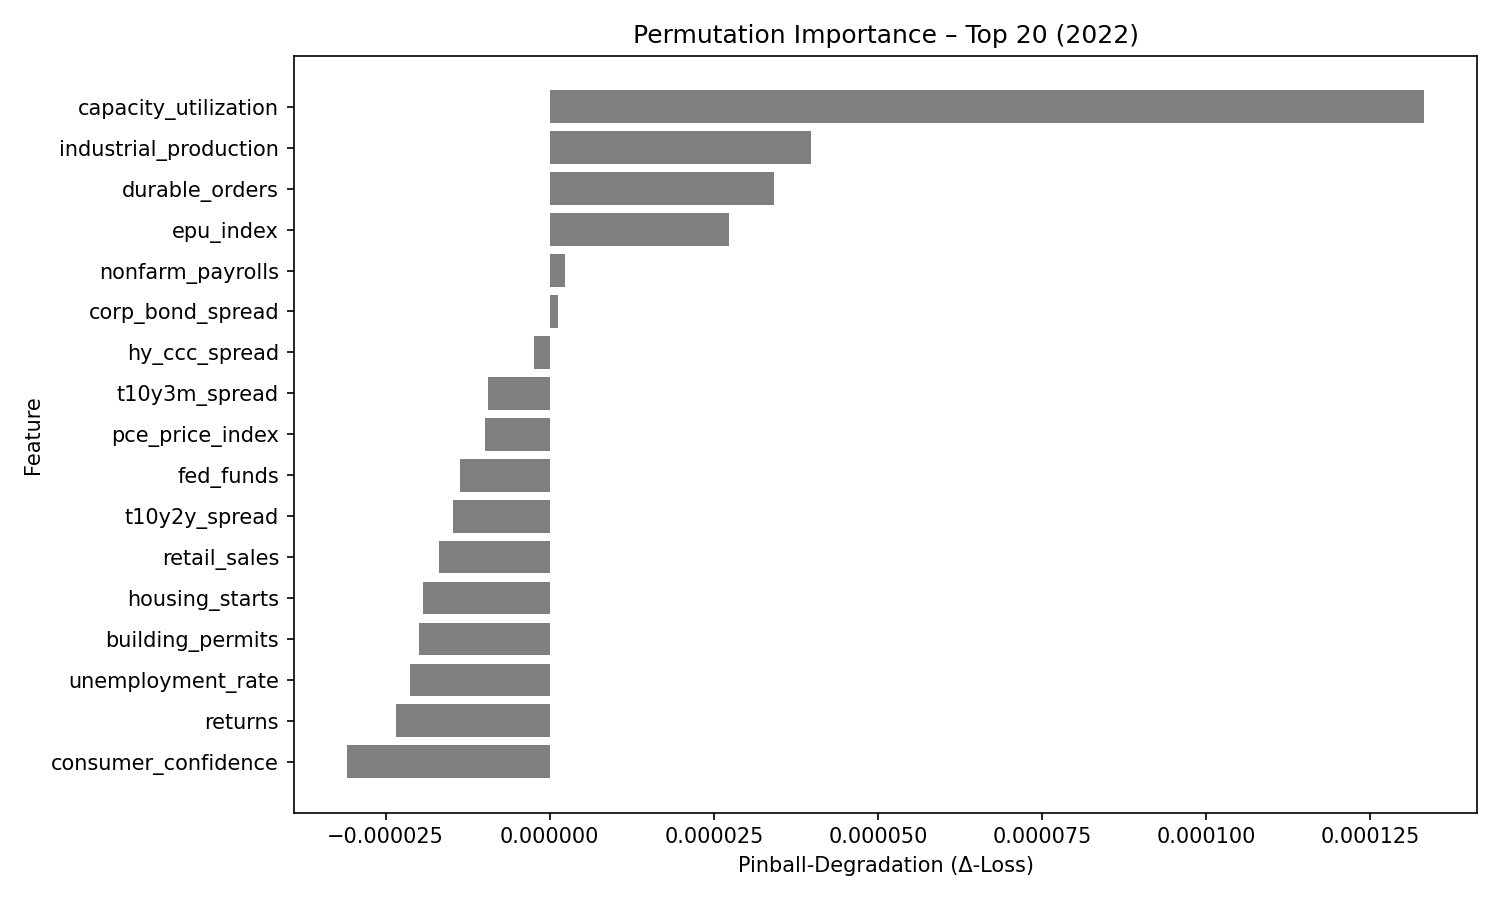 Permutation Importance – Top 20 (2022)
capacity_utilization
industrial_production
durable_orders
epu_index
nonfarm_payrolls
corp_bond_spread
hy_ccc_spread
t10y3m_spread
pce_price_index
fed_funds
t10y2y_spread
retail_sales
housing_starts
building_permits
unemployment_rate
returns
consumer_confidence
Feature
−0.000025 0.000000 0.000025 0.000050 0.000075 0.000100 0.000125
Pinball-Degradation (Δ-Loss)